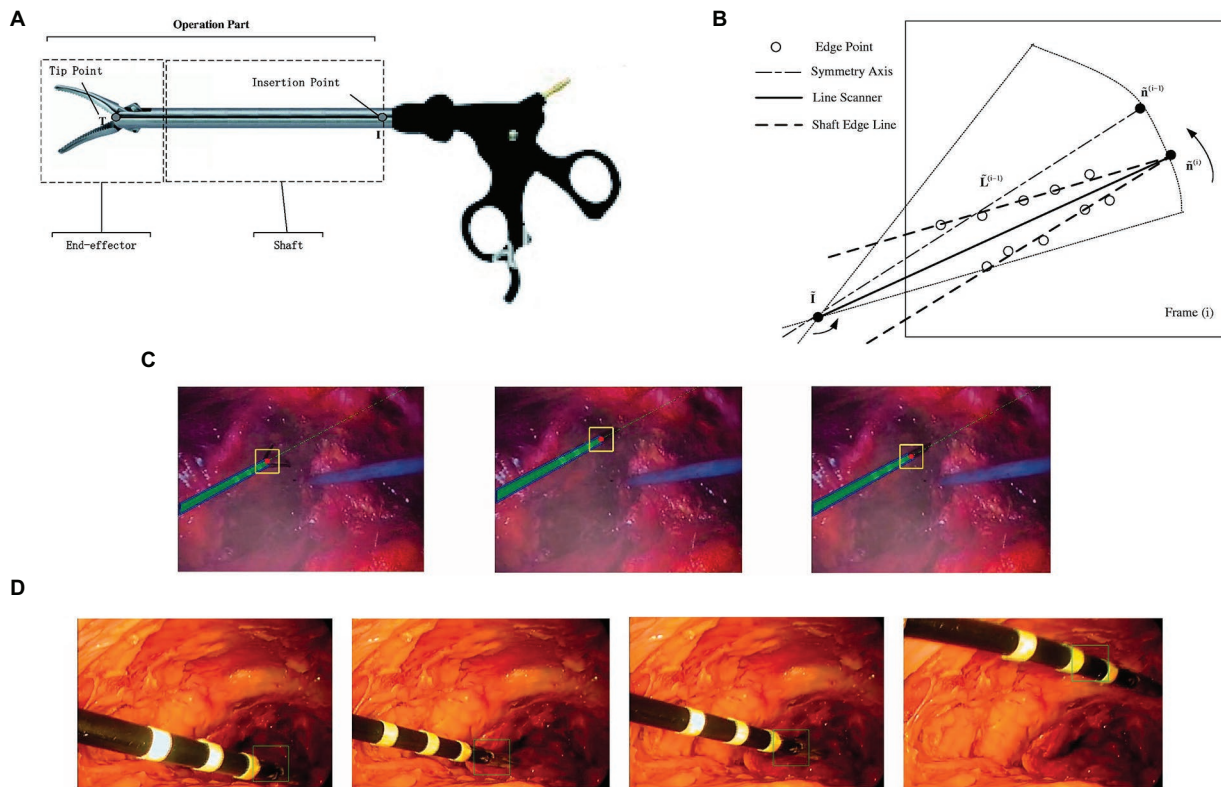 A
Operation Part
Tip Point
Insertion Point
T
I
End-effector
Shaft
B
Edge Point
Symmetry Axis
Line Scanner
Shaft Edge Line
ñ⁽ⁱ⁻¹⁾
ñ⁽ⁱ⁾
L̃⁽ⁱ⁻¹⁾
Ĩ
Frame (i)
C
D